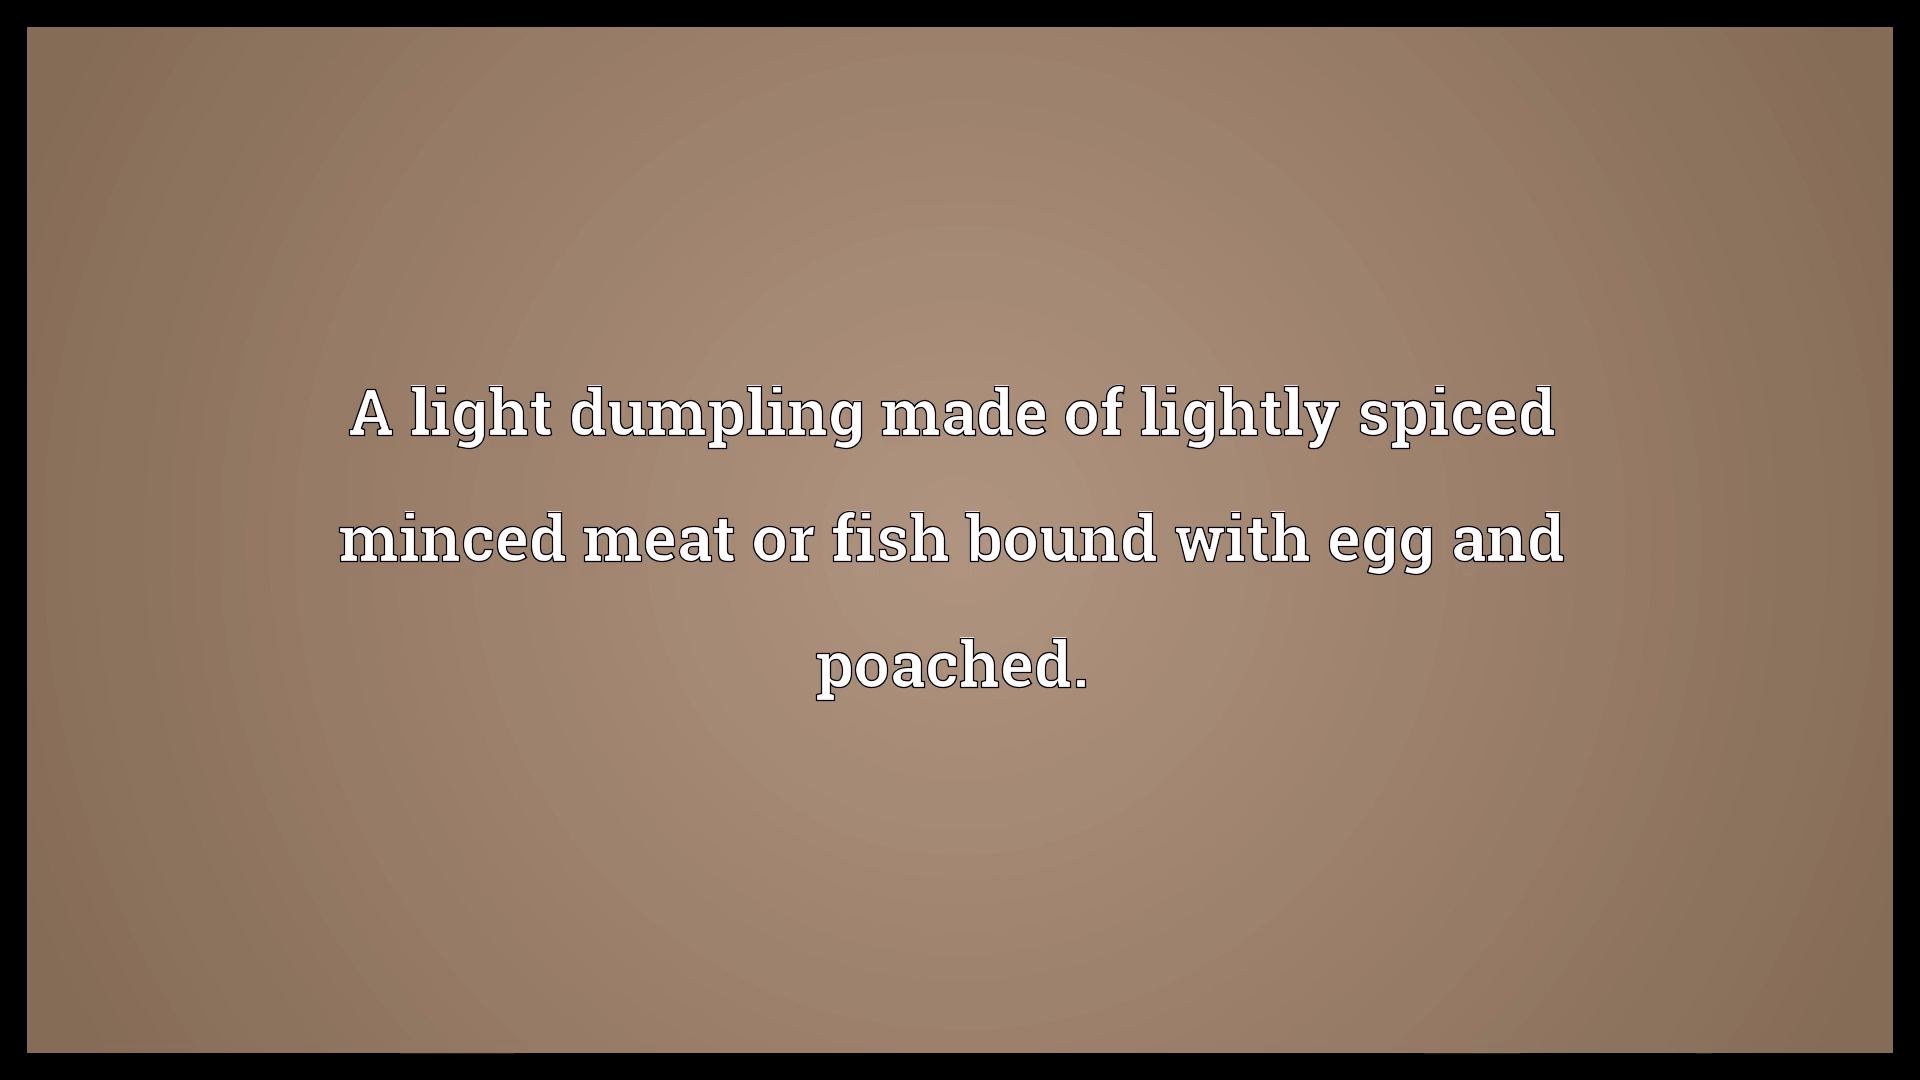 A light dumpling made of lightly spiced
minced meat or fish bound with egg and
poached.